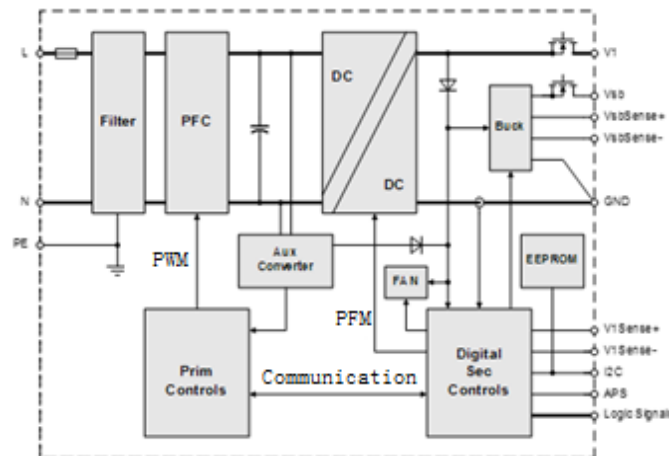 L
V1
DC
Filter
PFC
Vsb
VsbSense+
Buck
VsbSense-
DC
N
GND
PE
PWM
Aux
Converter
EEPROM
FAN
PFM
V1Sense+
V1Sense-
Prim
Controls
Digital
Sec
Controls
Communication
I2C
APS
Logic Signal